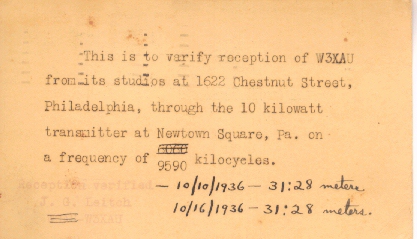 This is to verify reception of W3XAU
from its studios at 1622 Chestnut Street,
Philadelphia, through the 10 kilowatt
transmitter at Newtown Square, Pa. on
a frequency of 9590 kilocycles.
Reception verified
— 10/10/1936 — 31:28 meters
J. G. Leitch
10/16/1936 — 31:28 meters.
W3XAU